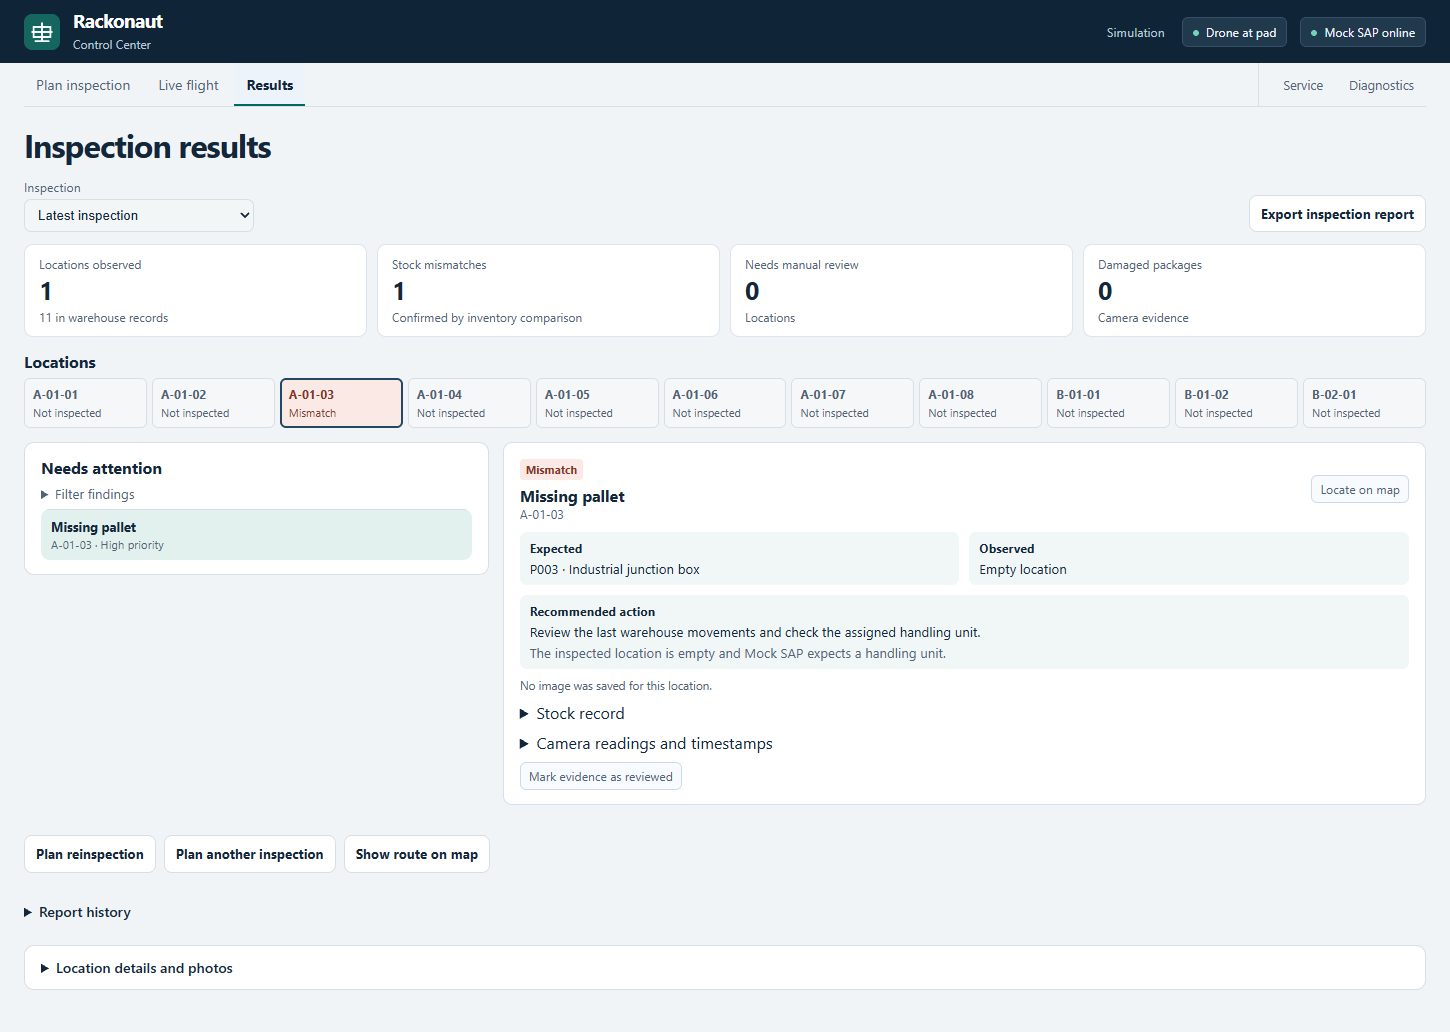 Rackonaut
Control Center
Simulation
Drone at pad
Mock SAP online
Plan inspection
Live flight
Results
Service
Diagnostics
Inspection results
Inspection
Latest inspection
Export inspection report
Locations observed
1
11 in warehouse records
Stock mismatches
1
Confirmed by inventory comparison
Needs manual review
0
Locations
Damaged packages
0
Camera evidence
Locations
A-01-01
Not inspected
A-01-02
Not inspected
A-01-03
Mismatch
A-01-04
Not inspected
A-01-05
Not inspected
A-01-06
Not inspected
A-01-07
Not inspected
A-01-08
Not inspected
B-01-01
Not inspected
B-01-02
Not inspected
B-02-01
Not inspected
Needs attention
Filter findings
Missing pallet
A-01-03 · High priority
Mismatch
Missing pallet
A-01-03
Locate on map
Expected
P003 · Industrial junction box
Observed
Empty location
Recommended action
Review the last warehouse movements and check the assigned handling unit.
The inspected location is empty and Mock SAP expects a handling unit.
No image was saved for this location.
Stock record
Camera readings and timestamps
Mark evidence as reviewed
Plan reinspection
Plan another inspection
Show route on map
Report history
Location details and photos